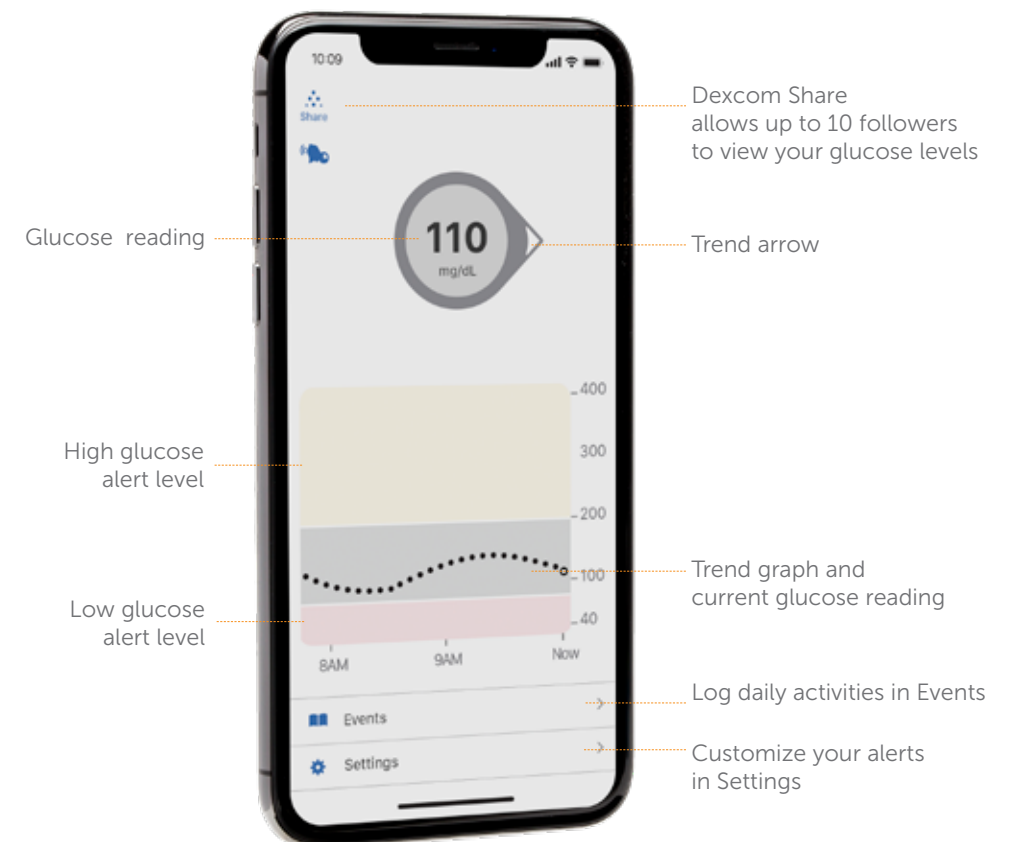 10:09
Share
Dexcom Share
allows up to 10 followers
to view your glucose levels
Glucose reading
110
mg/dL
Trend arrow
400
High glucose
alert level
300
200
Trend graph and
current glucose reading
100
Low glucose
alert level
40
8AM
9AM
Now
Log daily activities in Events
Events
Customize your alerts
in Settings
Settings